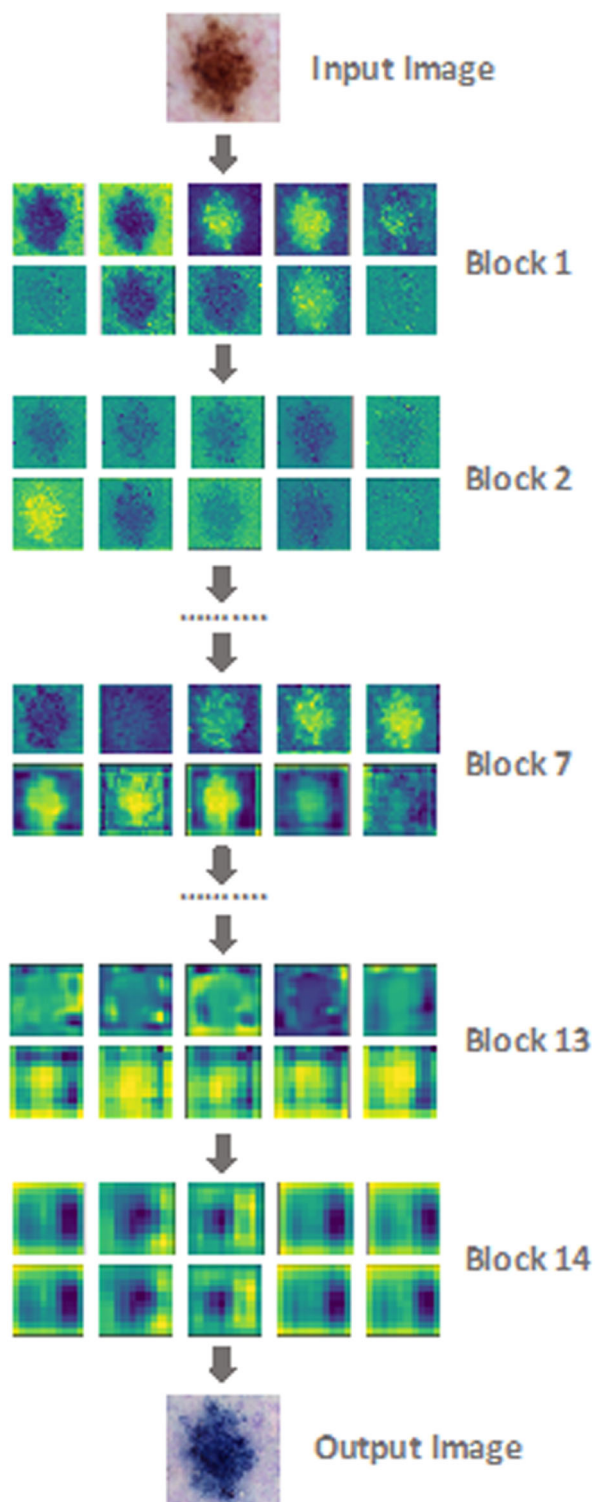 Input Image
Block 1
Block 2
..........
Block 7
..........
Block 13
Block 14
Output Image